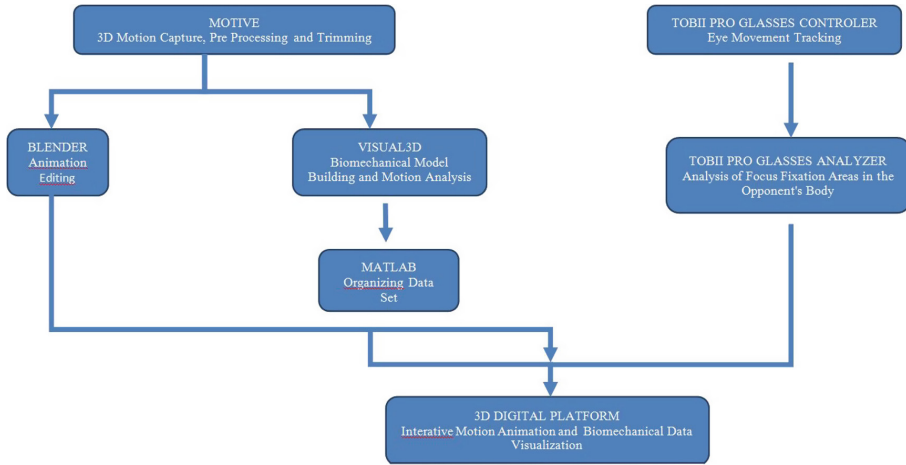 MOTIVE
3D Motion Capture, Pre Processing and Trimming
TOBII PRO GLASSES CONTROLER
Eye Movement Tracking
BLENDER
Animation
Editing
VISUAL3D
Biomechanical Model
Building and Motion Analysis
TOBII PRO GLASSES ANALYZER
Analysis of Focus Fixation Areas in the
Opponent's Body
MATLAB
Organizing Data
Set
3D DIGITAL PLATFORM
Interative Motion Animation and Biomechanical Data
Visualization